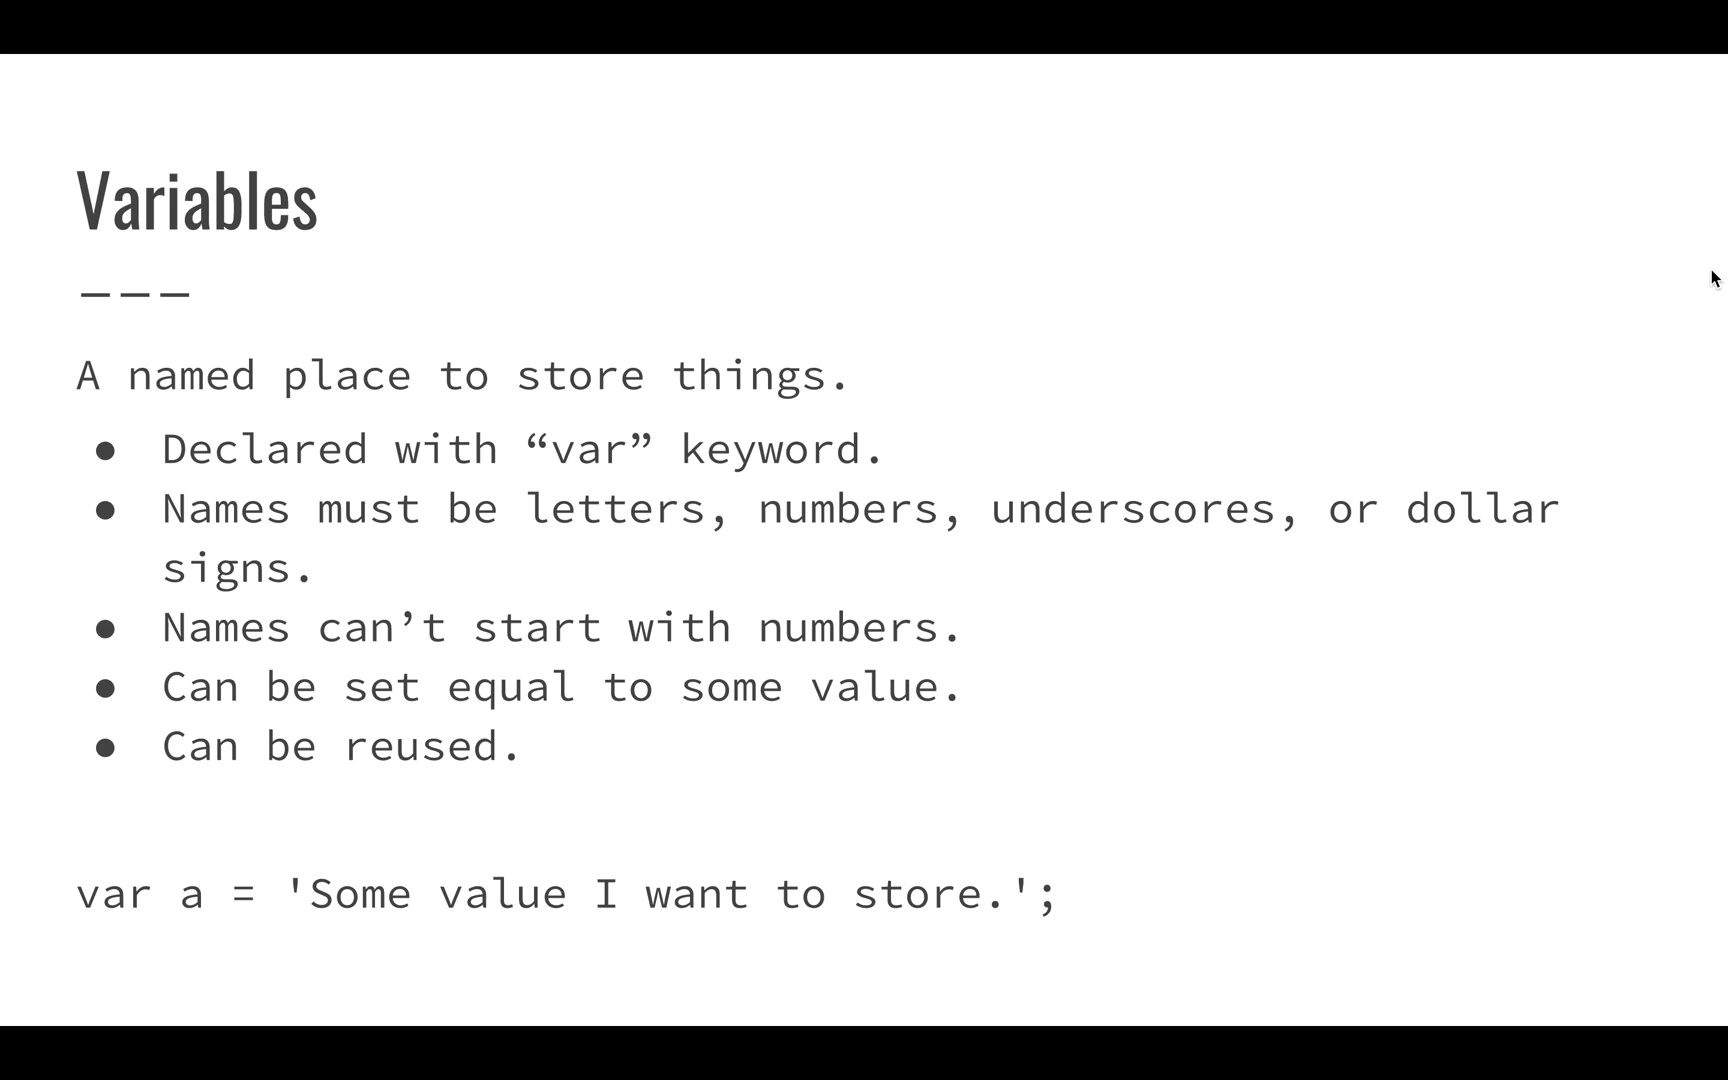 Variables
———
A named place to store things.
● Declared with “var” keyword.
● Names must be letters, numbers, underscores, or dollar
signs.
● Names can’t start with numbers.
● Can be set equal to some value.
● Can be reused.
var a = 'Some value I want to store.';